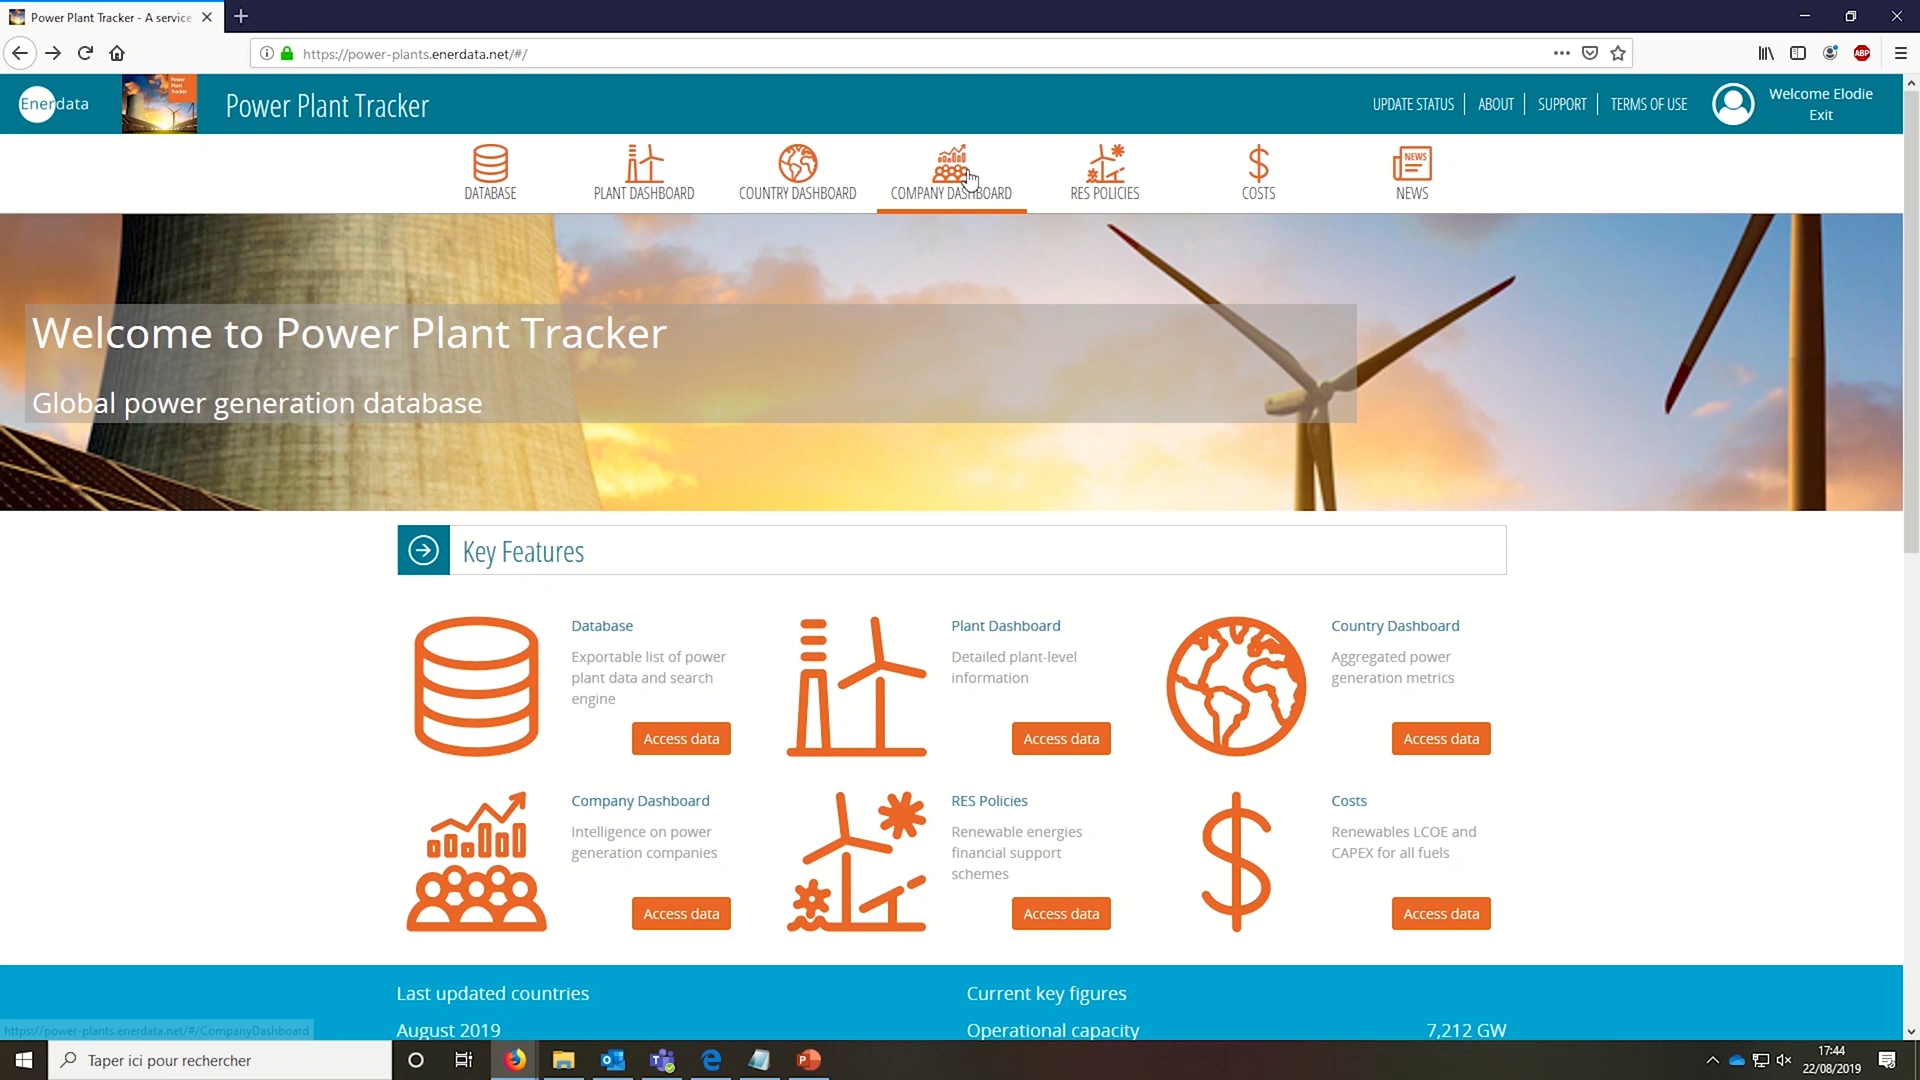 Power Plant Tracker - A service
https://power-plants.enerdata.net/#/
ABP
Enerdata
Power Plant Tracker
Power Plant Tracker
UPDATE STATUS
ABOUT
SUPPORT
TERMS OF USE
Welcome Elodie
Exit
NEWS
DATABASE
PLANT DASHBOARD
COUNTRY DASHBOARD
COMPANY DASHBOARD
RES POLICIES
COSTS
NEWS
Welcome to Power Plant Tracker
Global power generation database
Key Features
Database
Exportable list of power
plant data and search
engine
Access data
Plant Dashboard
Detailed plant-level
information
Access data
Country Dashboard
Aggregated power
generation metrics
Access data
Company Dashboard
Intelligence on power
generation companies
Access data
RES Policies
Renewable energies
financial support
schemes
Access data
Costs
Renewables LCOE and
CAPEX for all fuels
Access data
Last updated countries
August 2019
Current key figures
Operational capacity 7,212 GW
https://power-plants.enerdata.net/#/CompanyDashboard
Taper ici pour rechercher
17:44
22/08/2019